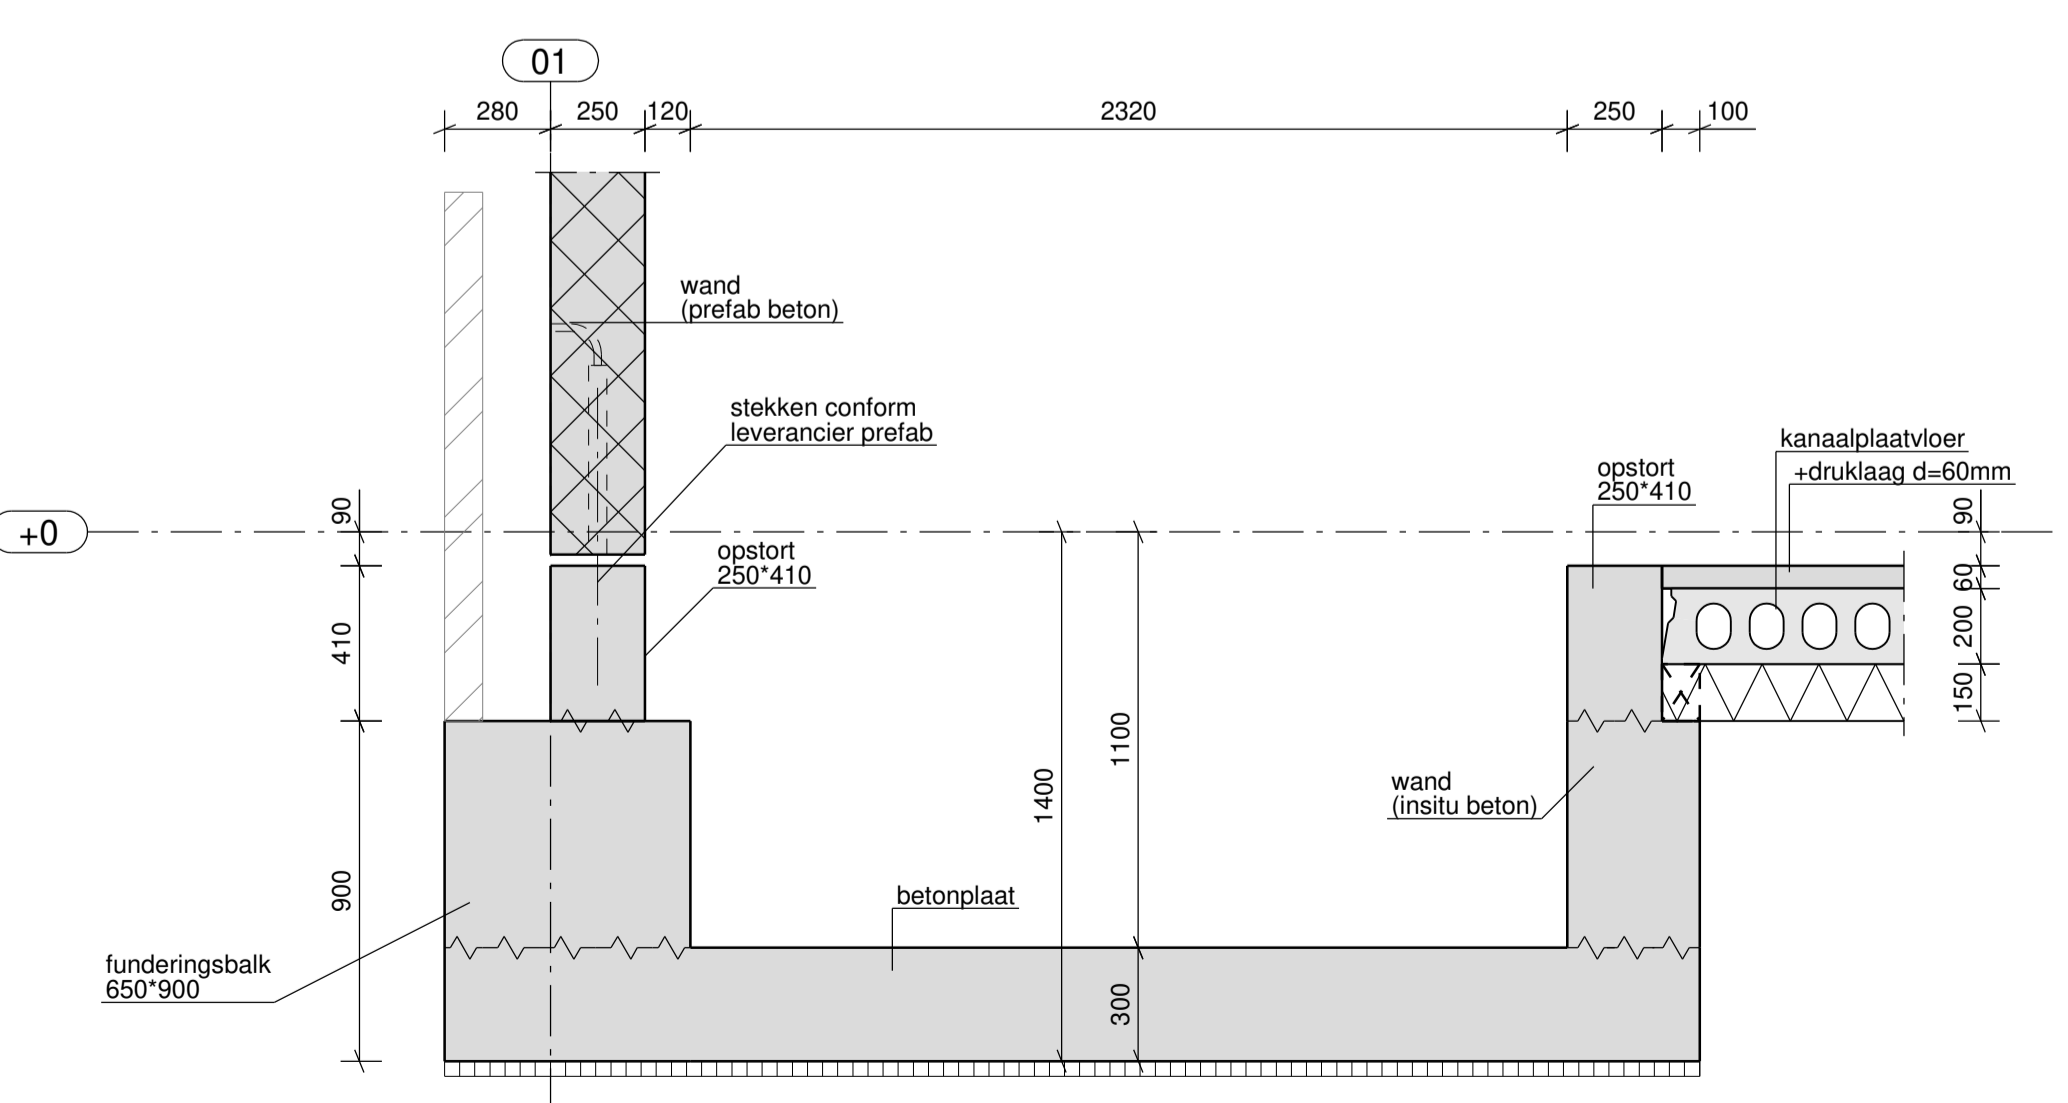 01
280
250
120
2320
250
100
wand
(prefab beton)
stekken conform
leverancier prefab
kanaalplaatvloer
+druklaag d=60mm
opstort
250*410
+0
90
90
opstort
250*410
60
200
150
410
1100
1400
wand
(insitu beton)
900
betonplaat
funderingsbalk
650*900
300